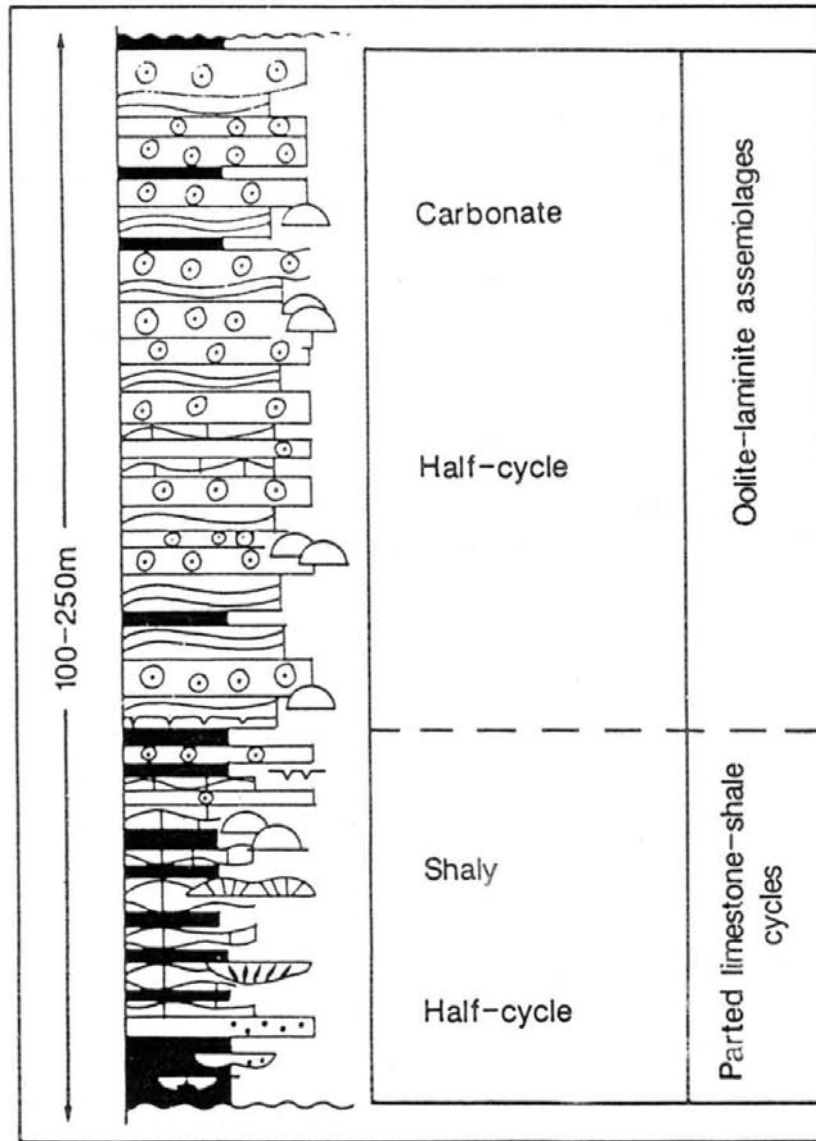 100-250m
Carbonate
Half-cycle
Shaly
Half-cycle
Oolite-laminite assemblages
Parted limestone-shale
cycles